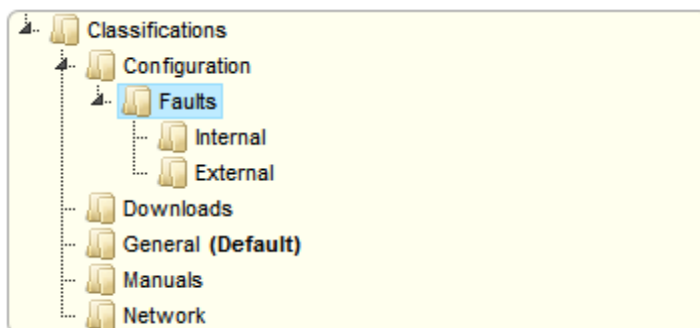 Classifications
Configuration
Faults
Internal
External
Downloads
General (Default)
Manuals
Network